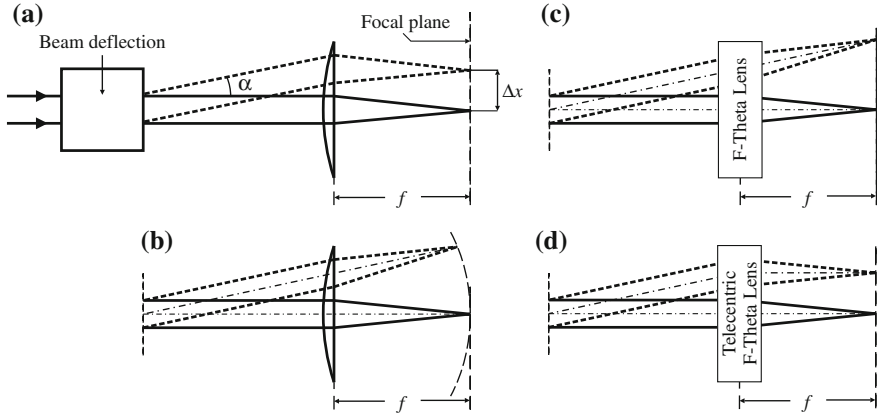 (a)
Beam deflection
α
Focal plane
Δx
f
(b)
f
(c)
F-Theta Lens
f
(d)
Telecentric
F-Theta Lens
f